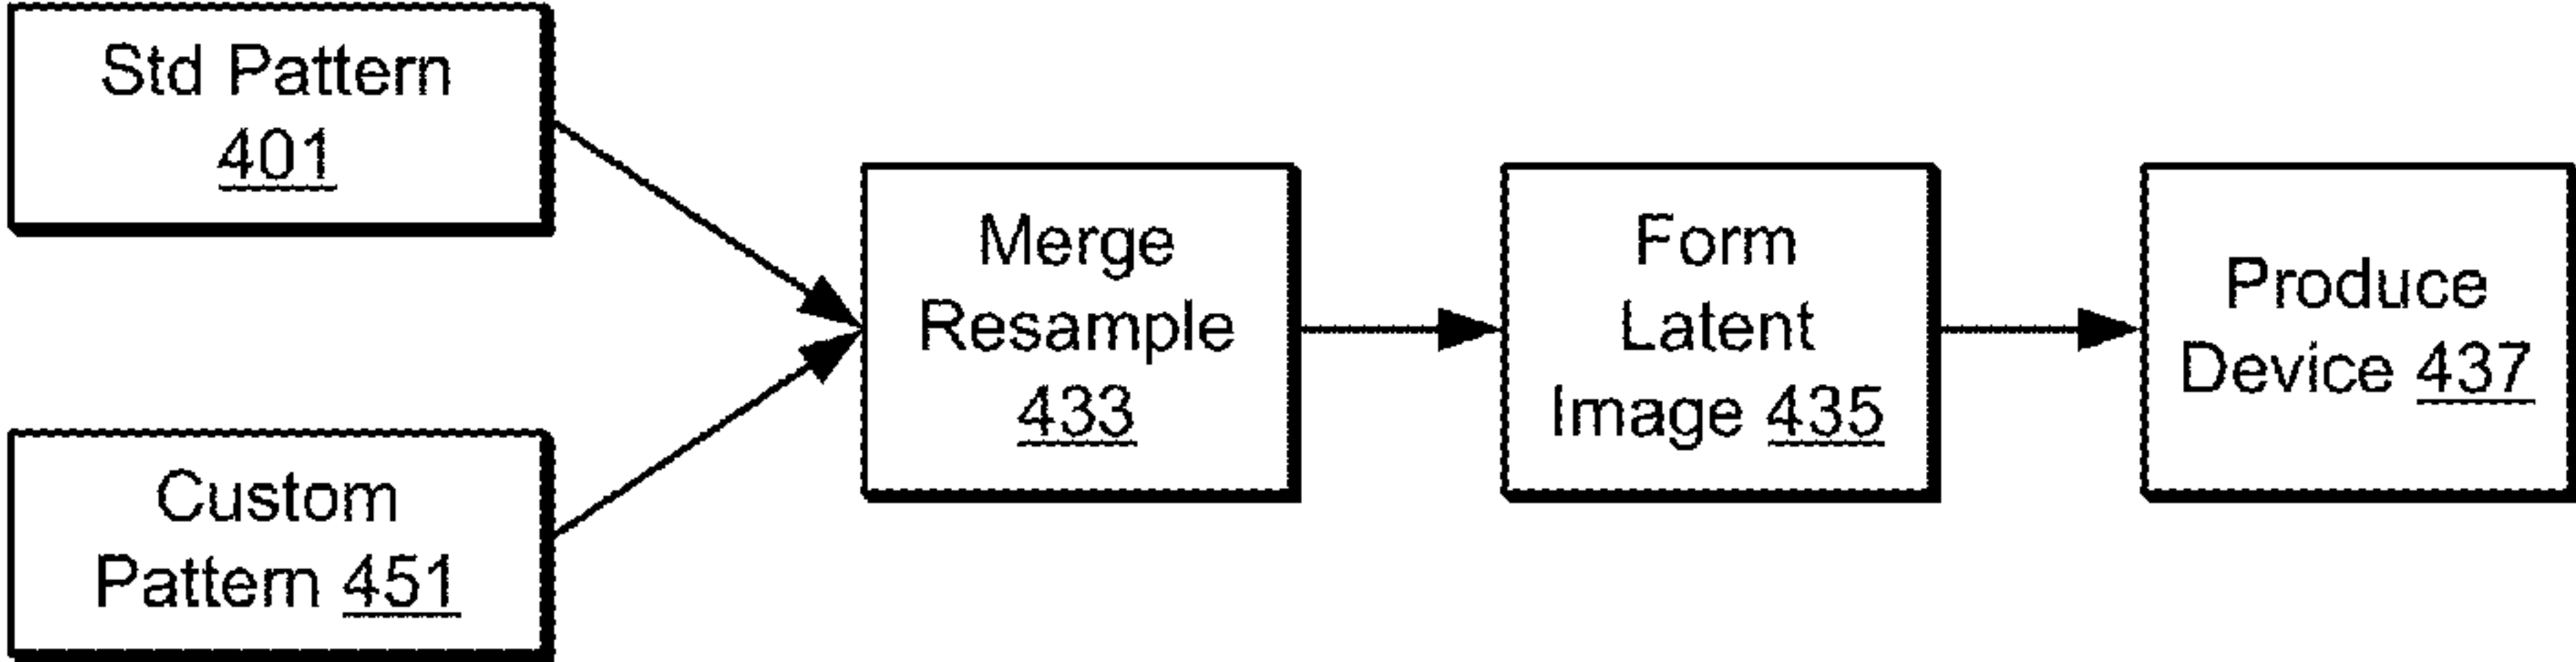 Std Pattern
401
Custom
Pattern 451
Merge
Resample
433
Form
Latent
Image 435
Produce
Device 437